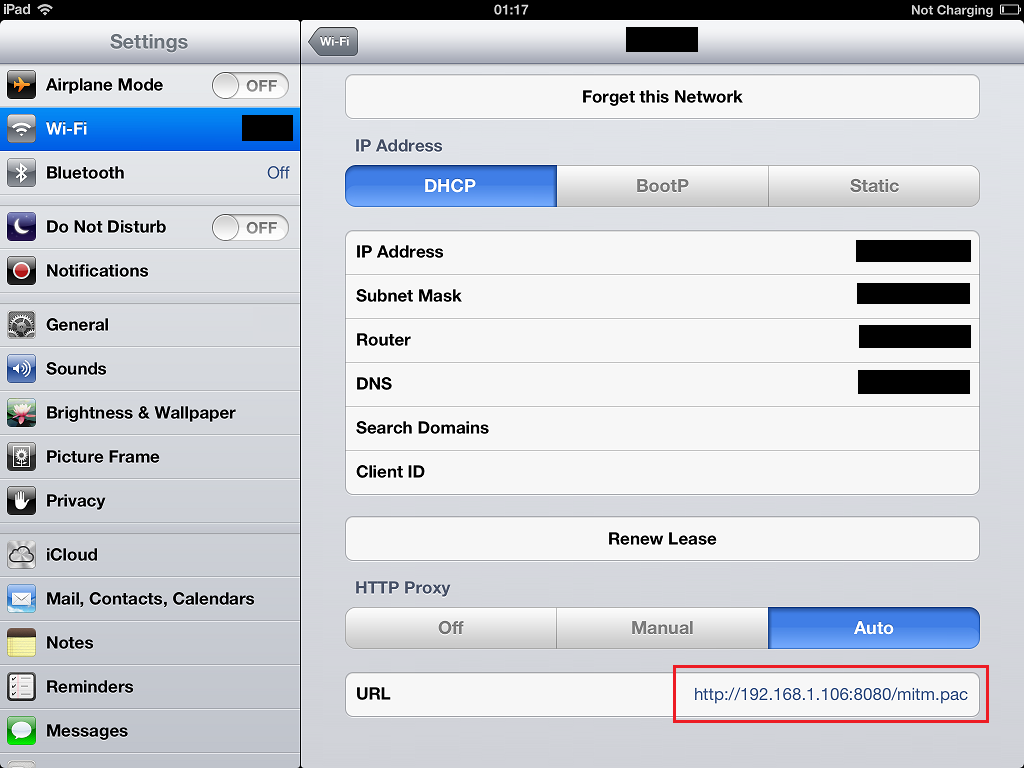 iPad
01:17
Not Charging
Settings
Airplane Mode
OFF
Wi-Fi
Bluetooth
Off
Do Not Disturb
OFF
Notifications
General
Sounds
Brightness & Wallpaper
Picture Frame
Privacy
iCloud
Mail, Contacts, Calendars
Notes
Reminders
Messages
Wi-Fi
Forget this Network
IP Address
DHCP
BootP
Static
IP Address
Subnet Mask
Router
DNS
Search Domains
Client ID
Renew Lease
HTTP Proxy
Off
Manual
Auto
URL
http://192.168.1.106:8080/mitm.pac